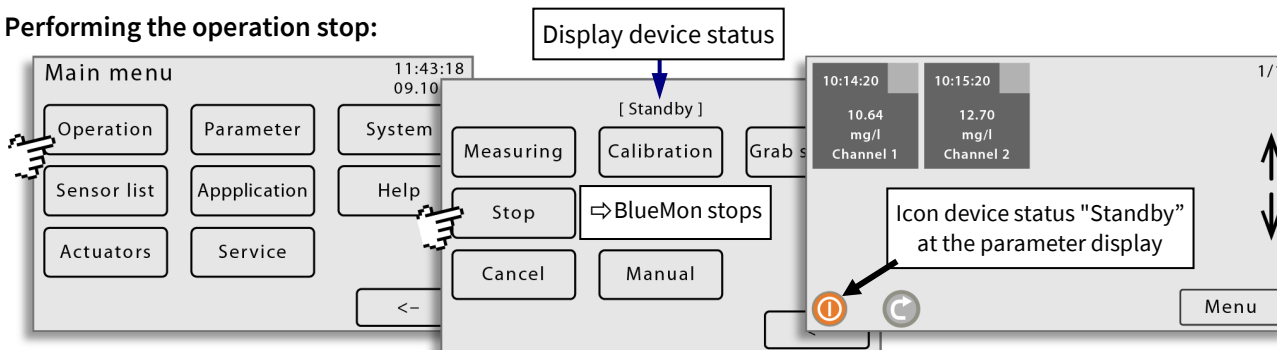 Performing the operation stop:
Display device status
Main menu
11:43:18
09.10
Operation
Parameter
System
Sensor list
Appplication
Help
Actuators
Service
<-
[ Standby ]
Measuring
Calibration
Grab s
Stop
⇨BlueMon stops
Cancel
Manual
1/1
10:14:20
10.64
mg/l
Channel 1
10:15:20
12.70
mg/l
Channel 2
Icon device status "Standby”
at the parameter display
Menu